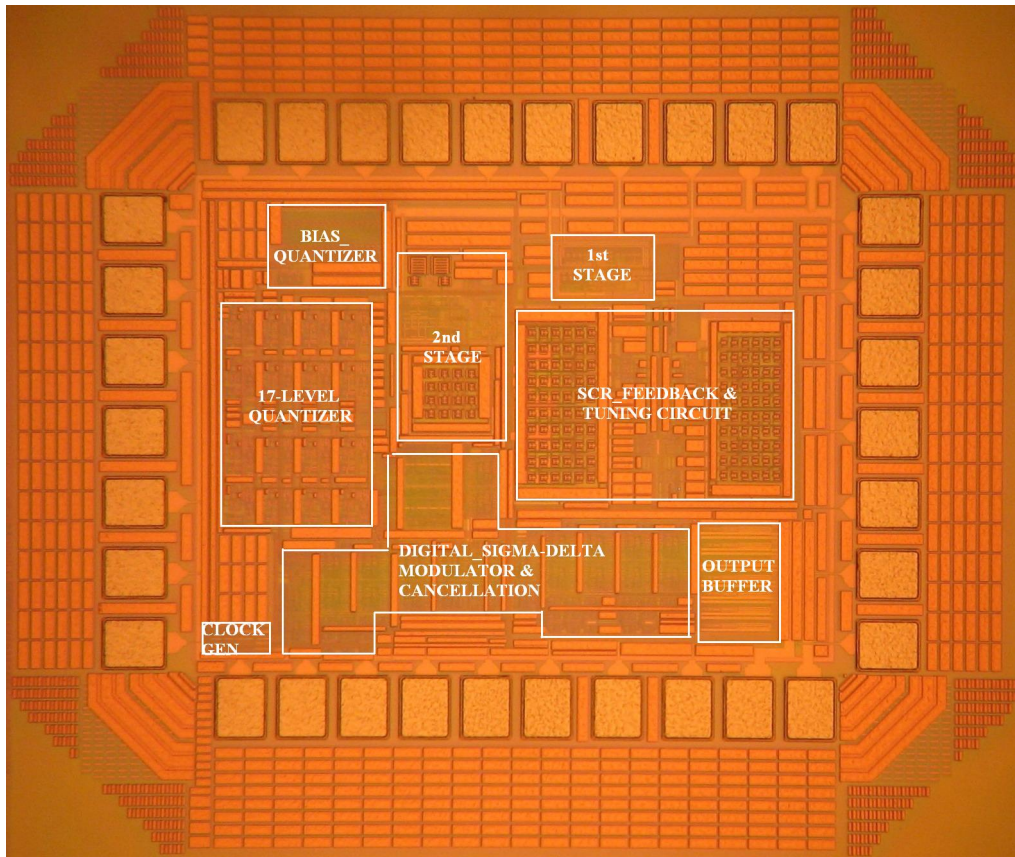 BIAS_
QUANTIZER
1st
STAGE
2nd
STAGE
17-LEVEL
QUANTIZER
SCR_FEEDBACK &
TUNING CIRCUIT
DIGITAL_SIGMA-DELTA
MODULATOR &
CANCELLATION
OUTPUT
BUFFER
CLOCK
GEN